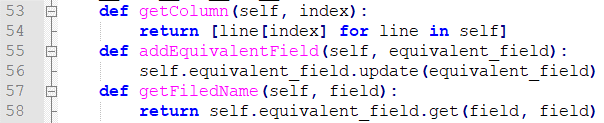 53 def getColumn(self, index):
54 return [line[index] for line in self]
55 def addEquivalentField(self, equivalent_field):
56 self.equivalent_field.update(equivalent_field)
57 def getFiledName(self, field):
58 return self.equivalent_field.get(field, field)